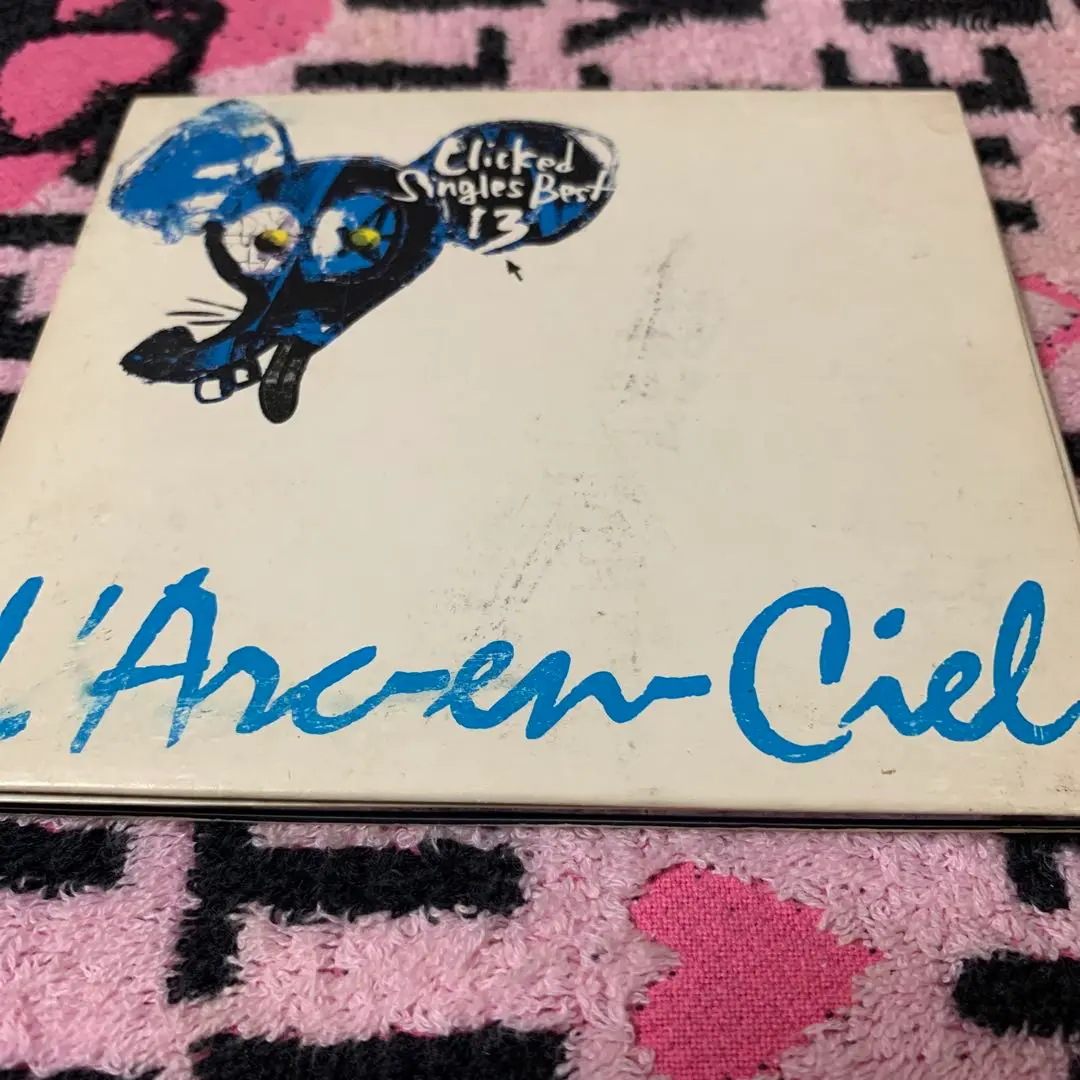 Clicked
Singles Best
13
L'Arc-en-Ciel